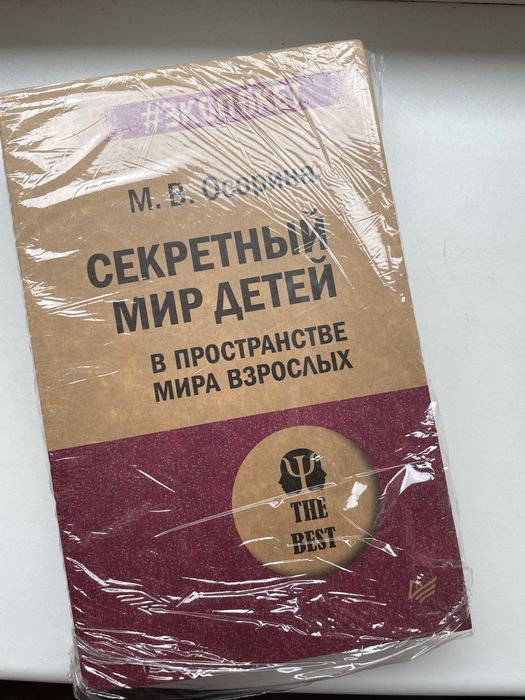 #ЭКОПОКЕТ
М. В. Осорина
СЕКРЕТНЫЙ
МИР ДЕТЕЙ
В ПРОСТРАНСТВЕ
МИРА ВЗРОСЛЫХ
Ψ
THE
BEST